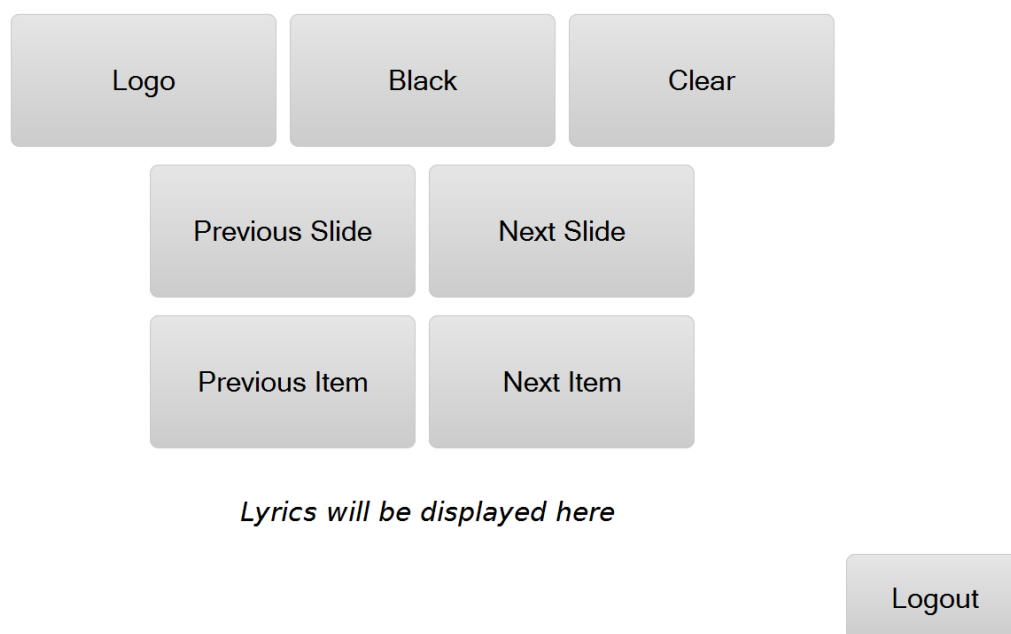 Logo Black Clear
Previous Slide Next Slide
Previous Item Next Item
Lyrics will be displayed here
Logout